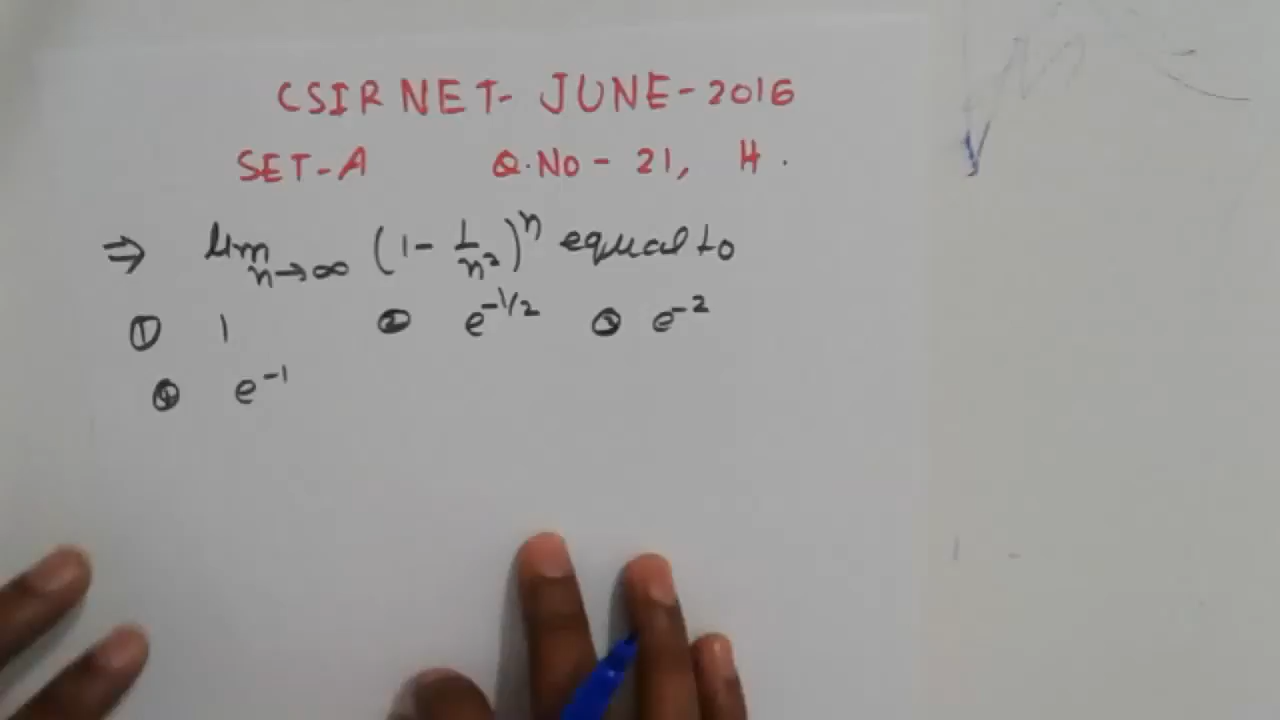 CSIR NET- JUNE-2016
SET-A Q.No - 21, H.
⇒ lim n→∞ (1 - 1/n²)ⁿ equal to
① 1 ② e^-1/2 ③ e^-2
④ e^-1